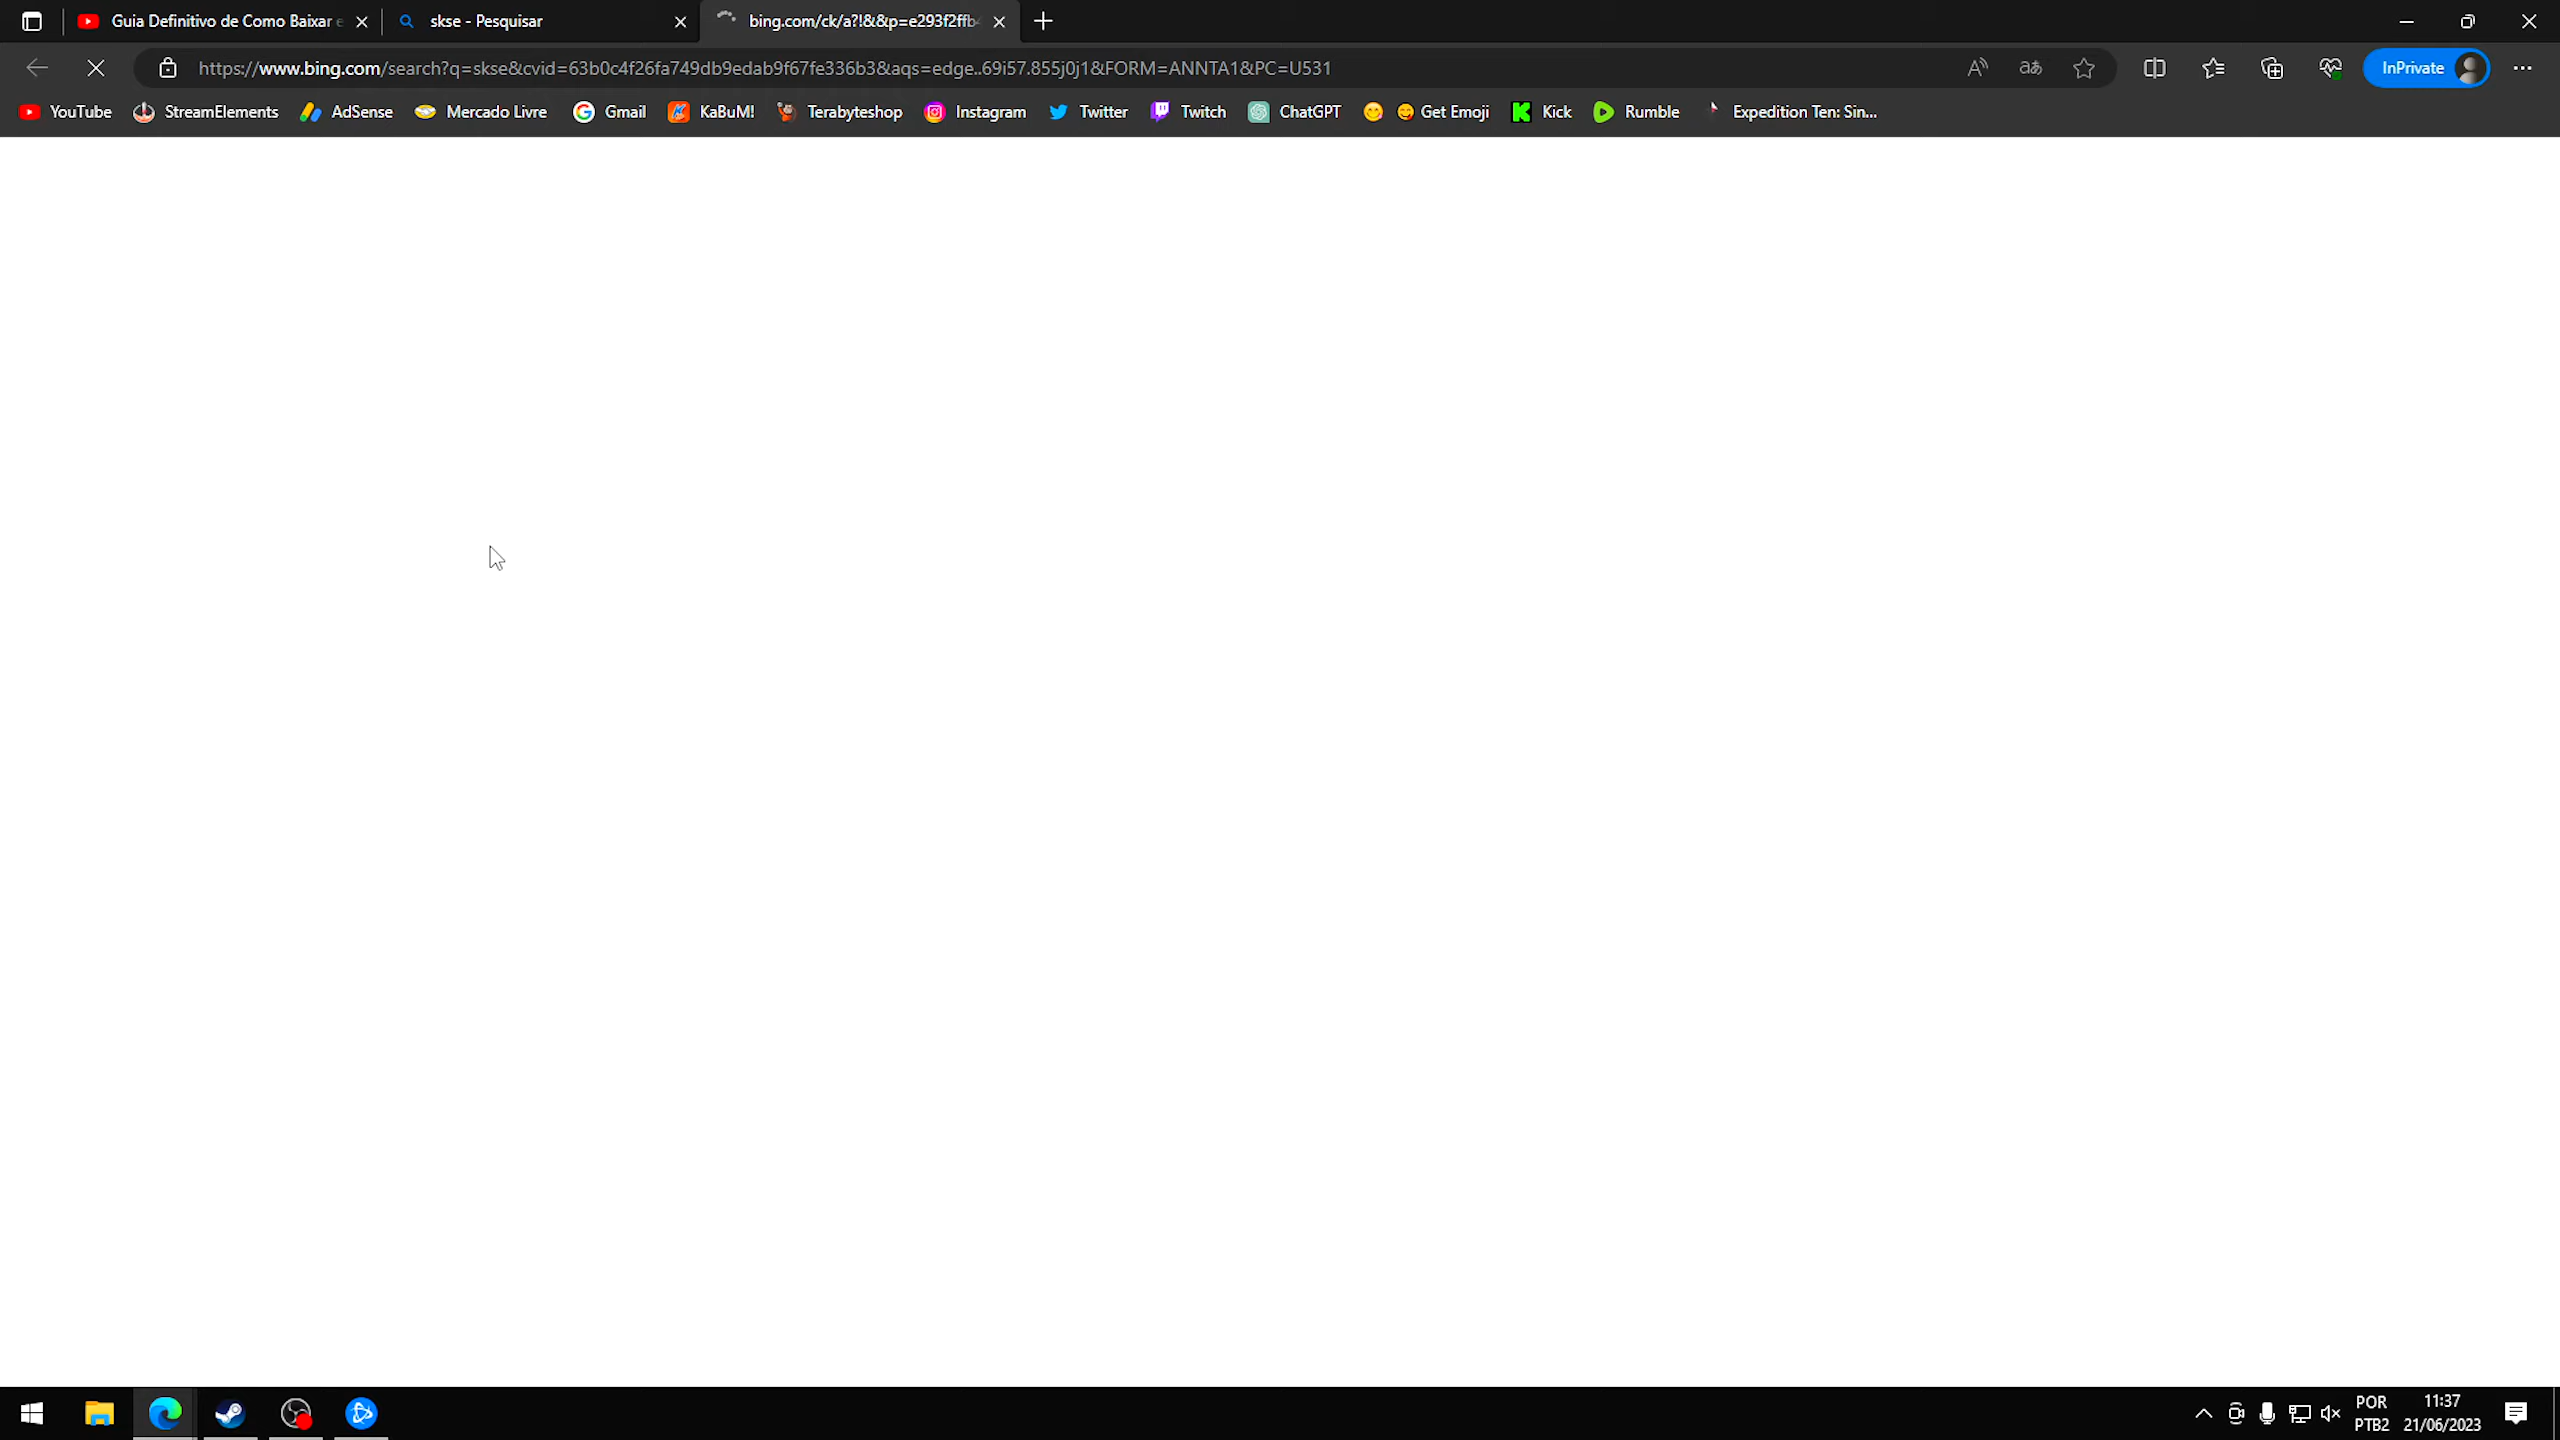 Guia Definitivo de Como Baixar e
skse - Pesquisar
bing.com/ck/a?!&&p=e293f2ffb
https://www.bing.com/search?q=skse&cvid=63b0c4f26fa749db9edab9f67fe336b3&aqs=edge..69i57.855j0j1&FORM=ANNTA1&PC=U531
InPrivate
YouTube
StreamElements
AdSense
Mercado Livre
Gmail
KaBuM!
Terabyteshop
Instagram
Twitter
Twitch
ChatGPT
Get Emoji
Kick
Rumble
Expedition Ten: Sin...
POR
PTB2
11:37
21/06/2023